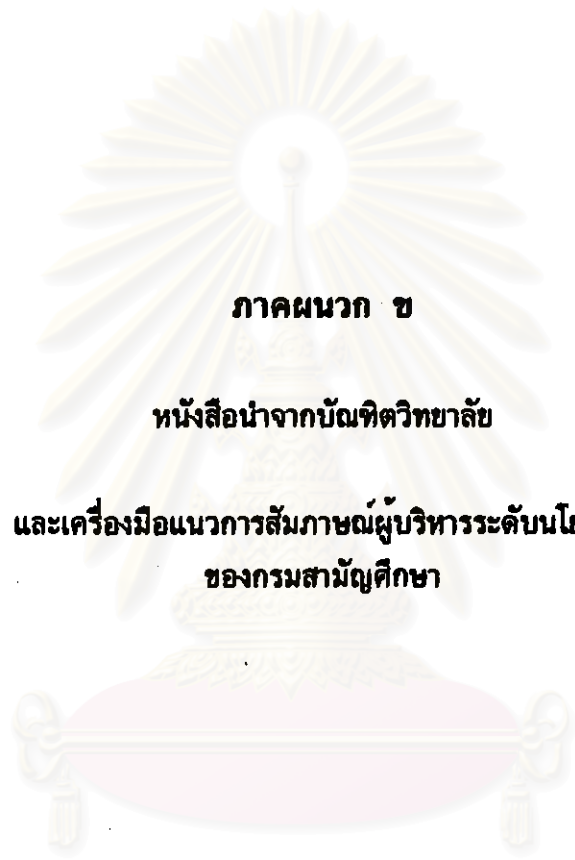 ภาคผนวก ข
หนังสือนำจากบัณฑิตวิทยาลัย
และเครื่องมือแนวการสัมภาษณ์ผู้บริหารระดับนโย
ของกรมสามัญศึกษา